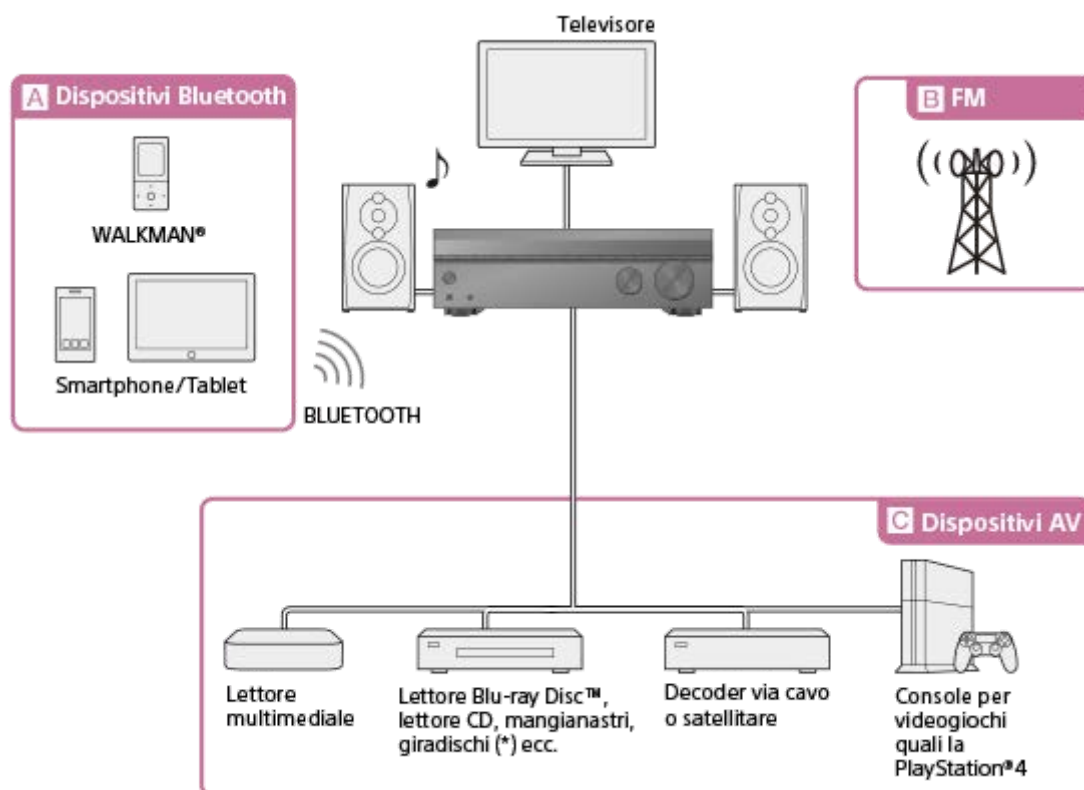 Televisore
A Dispositivi Bluetooth
B FM
WALKMAN®
Smartphone/Tablet
BLUETOOTH
C Dispositivi AV
Lettore
multimediale
Lettore Blu-ray Disc™,
lettore CD, mangianastri,
giradischi (*) ecc.
Decoder via cavo
o satellitare
Console per
videogiochi
quali la
PlayStation®4